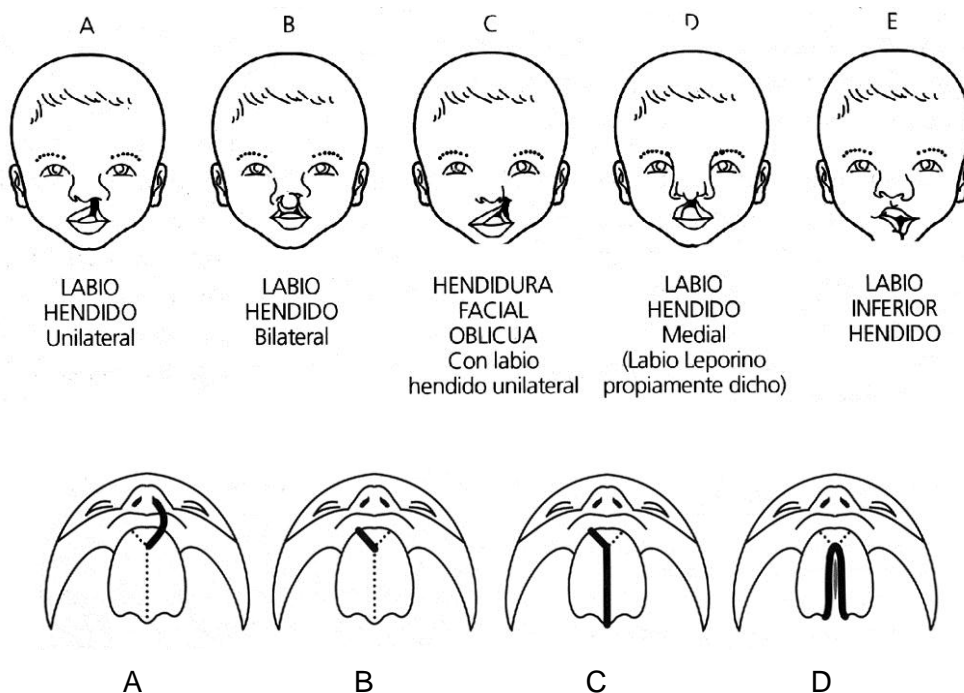 A
B
C
D
E
LABIO
HENDIDO
Unilateral
LABIO
HENDIDO
Bilateral
HENDIDURA
FACIAL
OBLICUA
Con labio
hendido unilateral
LABIO
HENDIDO
Medial
(Labio Leporino
propiamente dicho)
LABIO
INFERIOR
HENDIDO
A
B
C
D